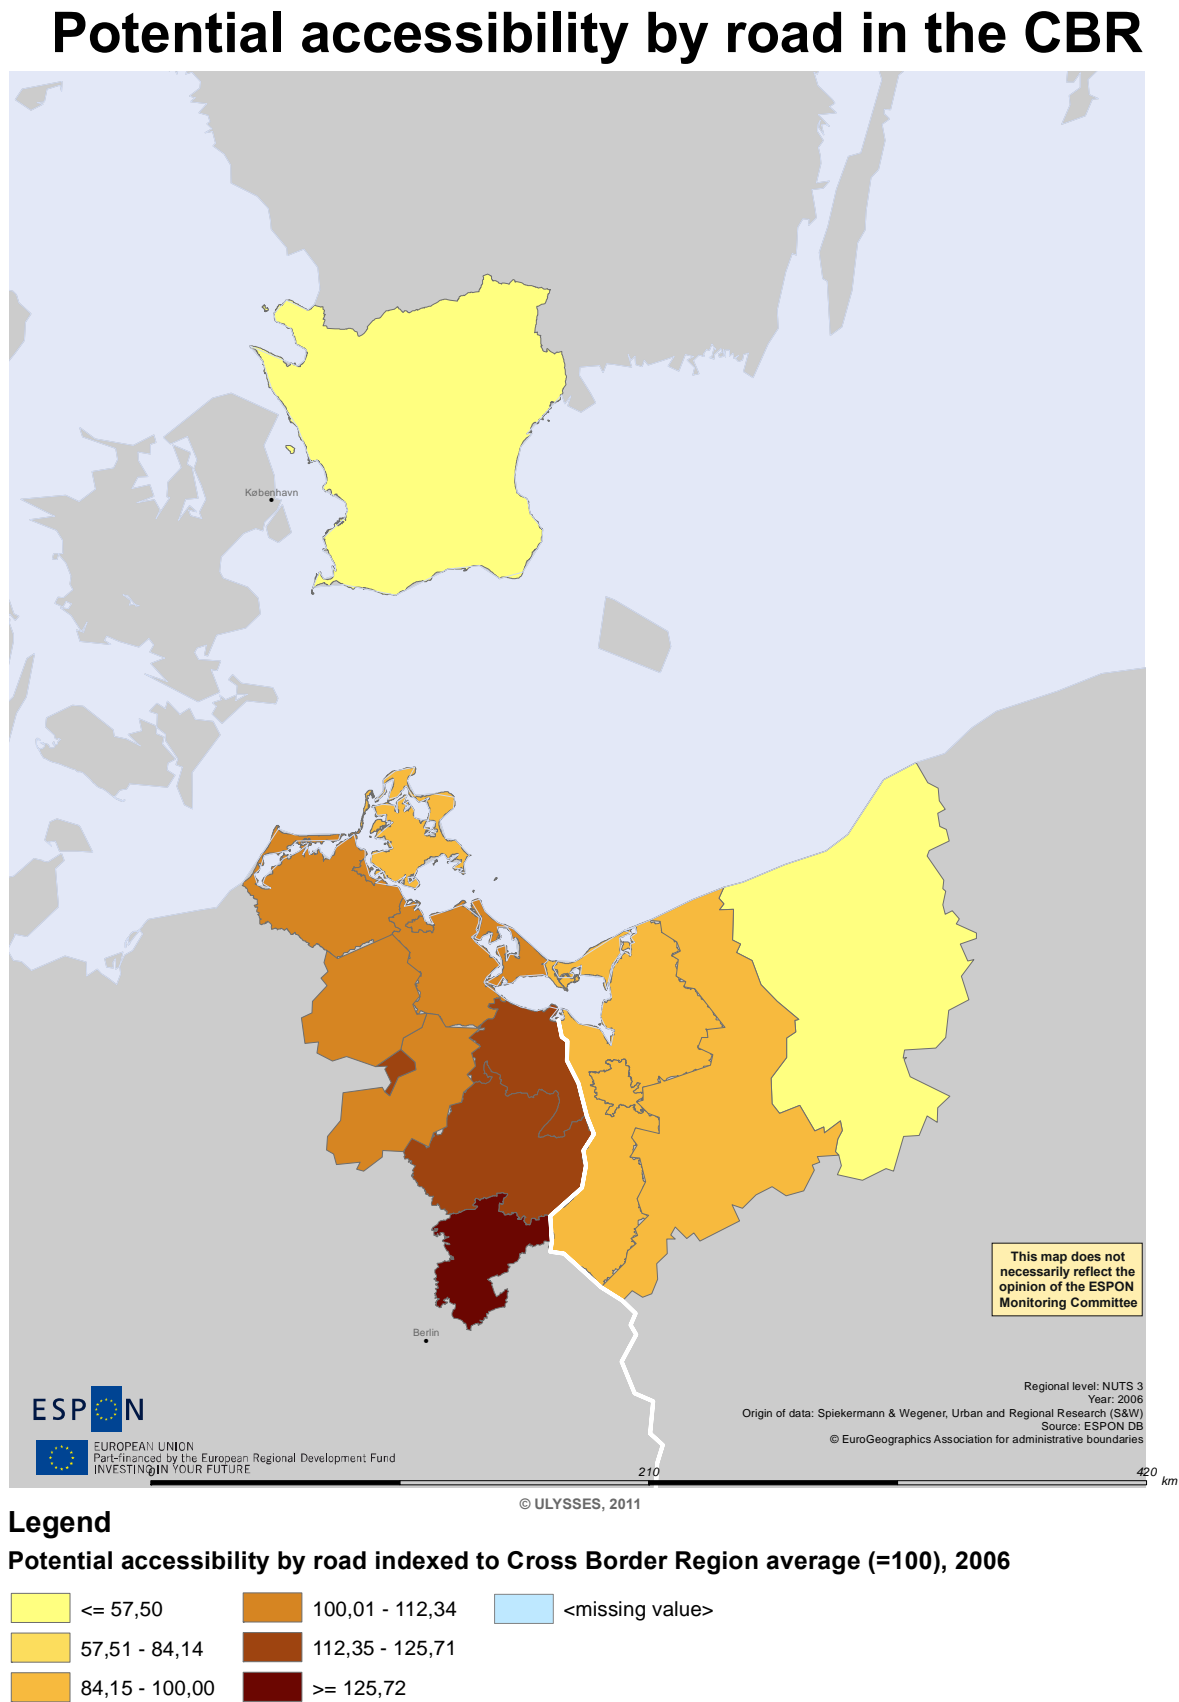 Potential accessibility by road in the CBR
København
Berlin
This map does not
necessarily reflect the
opinion of the ESPON
Monitoring Committee
Regional level: NUTS 3
Year: 2006
Origin of data: Spiekermann & Wegener, Urban and Regional Research (S&W)
Source: ESPON DB
© EuroGeographics Association for administrative boundaries
ESPON
EUROPEAN UNION
Part-financed by the European Regional Development Fund
INVESTING IN YOUR FUTURE
0 210 420 km
© ULYSSES, 2011
Legend
Potential accessibility by road indexed to Cross Border Region average (=100), 2006
<= 57,50
57,51 - 84,14
84,15 - 100,00
100,01 - 112,34
112,35 - 125,71
>= 125,72
<missing value>